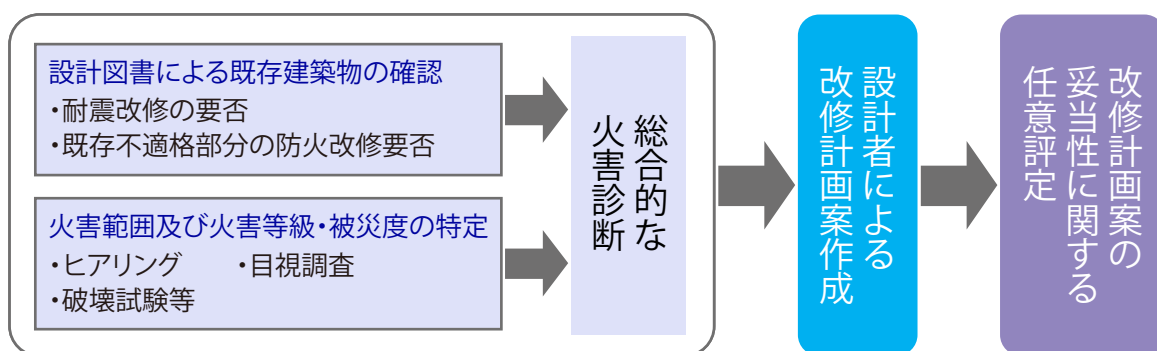 設計図書による既存建築物の確認
・耐震改修の要否
・既存不適格部分の防火改修要否
火害範囲及び火害等級・被災度の特定
・ヒアリング ・目視調査
・破壊試験等
総合的な
火害診断
設計者による
改修計画案作成
改修計画案の
妥当性に関する
任意評定